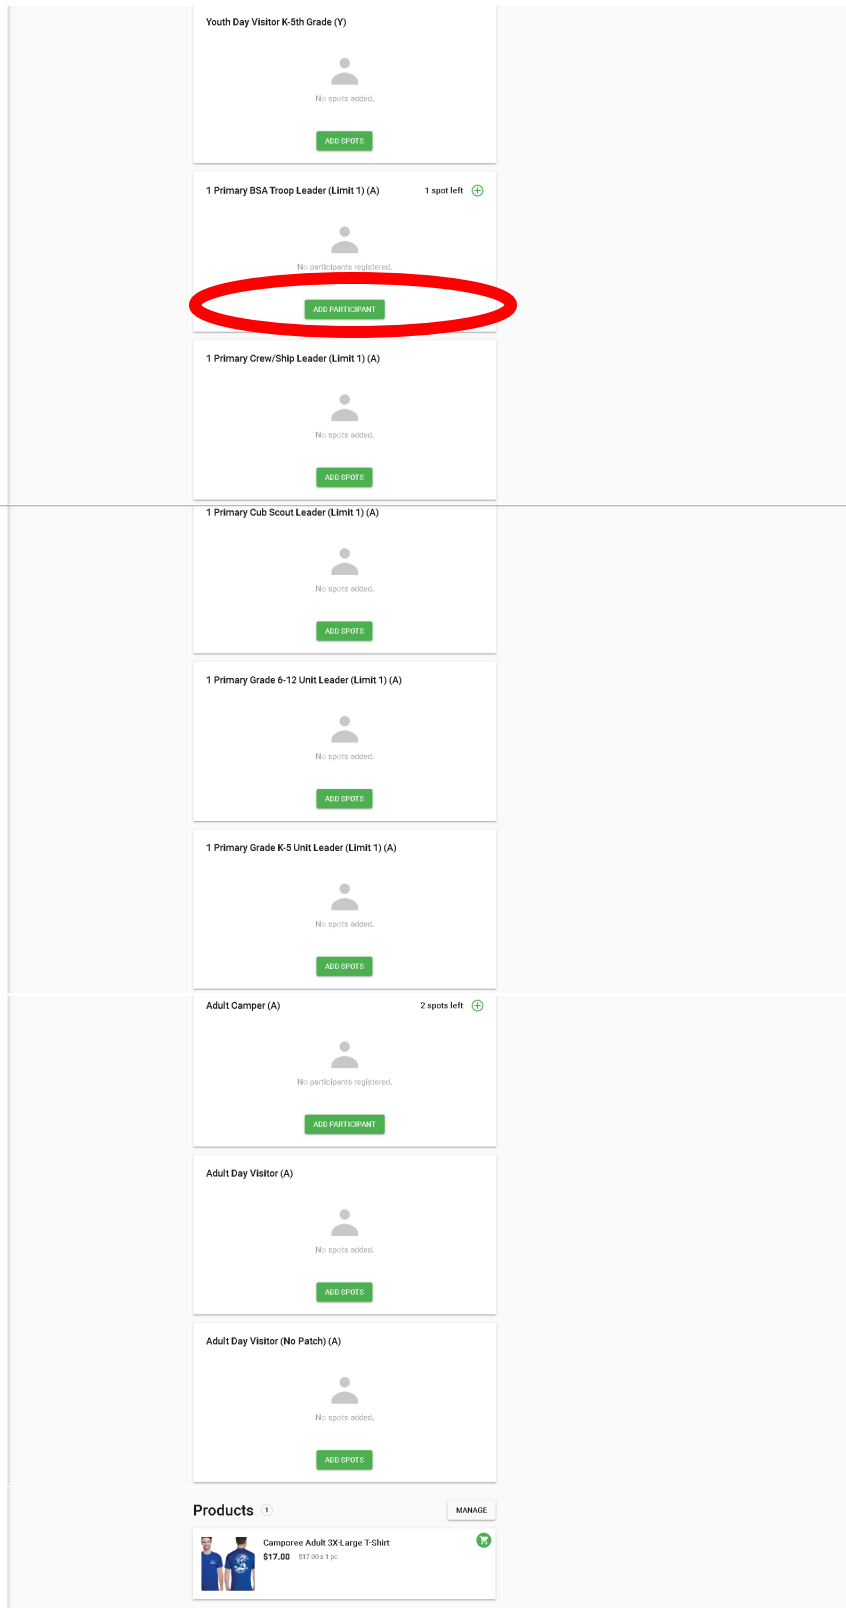 Youth Day Visitor K-5th Grade (Y)
No spots added.
ADD SPOTS
1 Primary BSA Troop Leader (Limit 1) (A) 1 spot left
No participants registered.
ADD PARTICIPANT
1 Primary Crew/Ship Leader (Limit 1) (A)
No spots added.
ADD SPOTS
1 Primary Cub Scout Leader (Limit 1) (A)
No spots added.
ADD SPOTS
1 Primary Grade 6-12 Unit Leader (Limit 1) (A)
No spots added.
ADD SPOTS
1 Primary Grade K-5 Unit Leader (Limit 1) (A)
No spots added.
ADD SPOTS
Adult Camper (A) 2 spots left
No participants registered.
ADD PARTICIPANT
Adult Day Visitor (A)
No spots added.
ADD SPOTS
Adult Day Visitor (No Patch) (A)
No spots added.
ADD SPOTS
Products 1 MANAGE
Camporee Adult 3X-Large T-Shirt
$17.00 $17.00 x 1 pc.